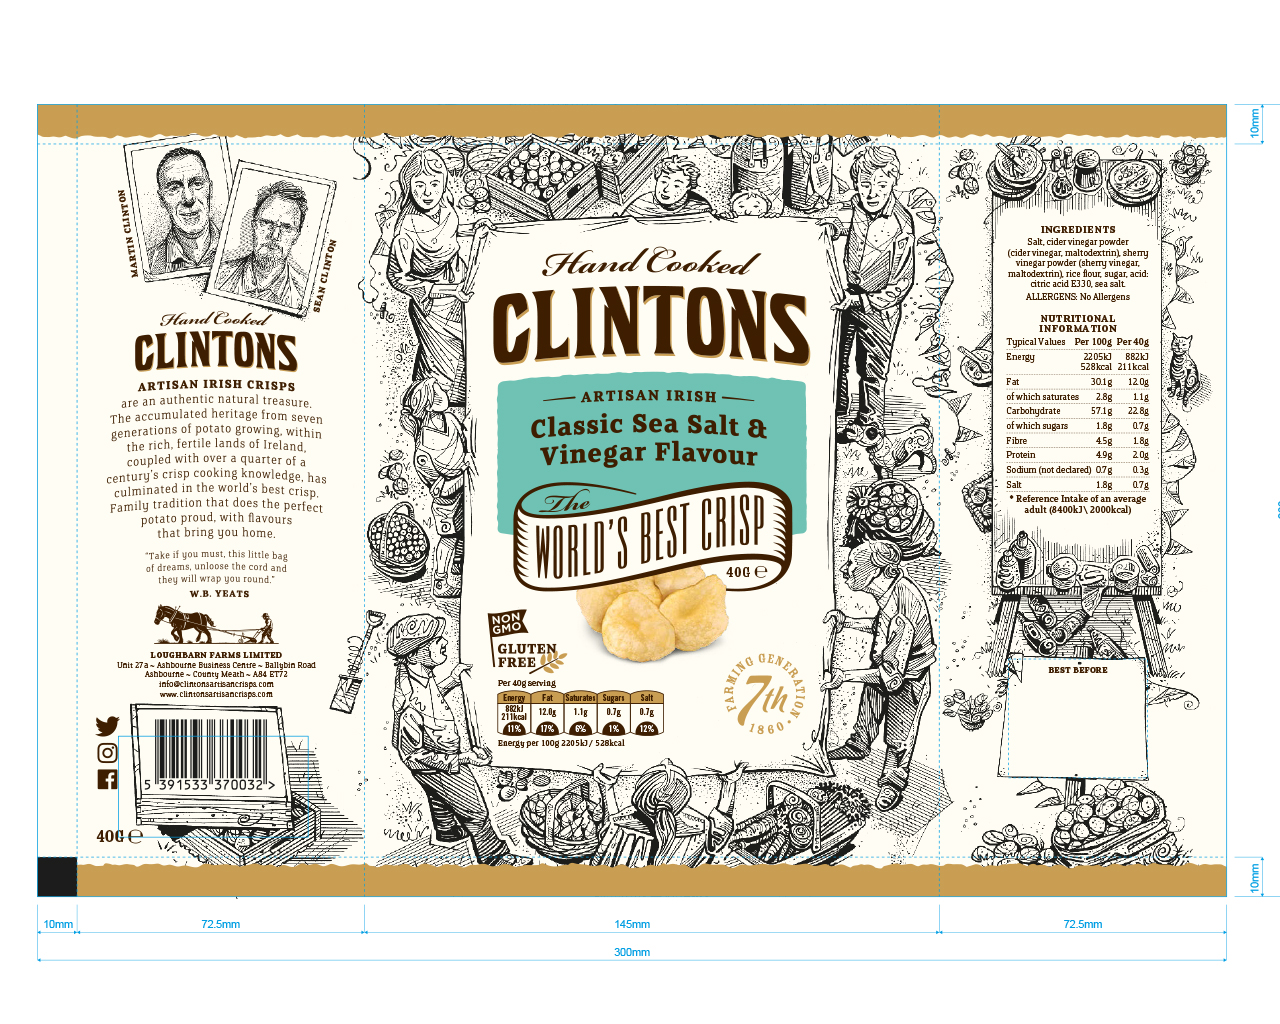 MARTIN CLINTON
SEAN CLINTON
Hand Cooked
CLINTONS
ARTISAN IRISH CRISPS
are an authentic natural treasure.
The accumulated heritage from seven
generations of potato growing, within
the rich, fertile lands of Ireland,
coupled with over a quarter of a
century's crisp cooking knowledge, has
culminated in the world's best crisp.
Family tradition that does the perfect
potato proud, with flavours
that bring you home.
"Take if you must, this little bag
of dreams, unloose the cord and
they will wrap you round."
W.B. YEATS
LOUGHBARN FARMS LIMITED
Unit 27a ~ Ashbourne Business Centre ~ Ballybin Road
Ashbourne ~ County Meath ~ A84 ET72
info@clintonsartisancrisps.com
www.clintonsartisancrisps.com
5 391533 370032 >
40G ℮
Hand Cooked
CLINTONS
ARTISAN IRISH
Classic Sea Salt &
Vinegar Flavour
The
WORLD'S BEST CRISP
40G ℮
NON
GMO
GLUTEN
FREE
Per 40g serving
Energy Fat Saturates Sugars Salt
882kJ 12.0g 1.1g 0.7g 0.7g
211kcal
11% 17% 6% 1% 12%
Energy per 100g 2205kJ / 528kcal
FARMING GENERATION
7th
1860
INGREDIENTS
Salt, cider vinegar powder
(cider vinegar, maltodextrin), sherry
vinegar powder (sherry vinegar,
maltodextrin), rice flour, sugar, acid:
citric acid E330, sea salt.
ALLERGENS: No Allergens
NUTRITIONAL
INFORMATION
Typical Values Per 100g Per 40g
Energy 2205kJ 882kJ
528kcal 211kcal
Fat 30.1g 12.0g
of which saturates 2.8g 1.1g
Carbohydrate 57.1g 22.8g
of which sugars 1.8g 0.7g
Fibre 4.5g 1.8g
Protein 4.9g 2.0g
Sodium (not declared) 0.7g 0.3g
Salt 1.8g 0.7g
* Reference Intake of an average
adult (8400kJ\ 2000kcal)
BEST BEFORE
10mm
10mm
10mm
72.5mm
145mm
72.5mm
300mm